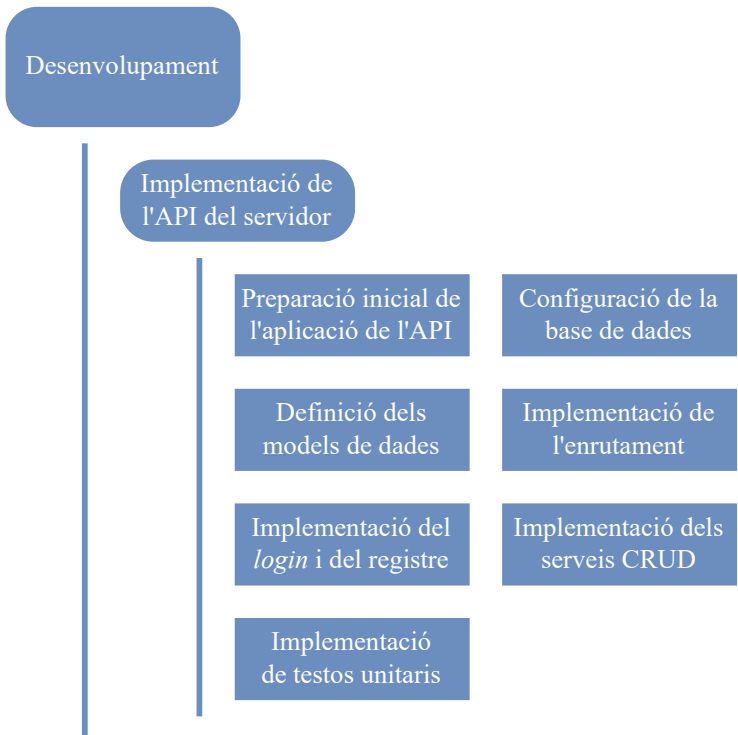 Desenvolupament
Implementació de
l'API del servidor
Preparació inicial de
l'aplicació de l'API
Configuració de la
base de dades
Definició dels
models de dades
Implementació de
l'enrutament
Implementació del
login i del registre
Implementació dels
serveis CRUD
Implementació
de testos unitaris